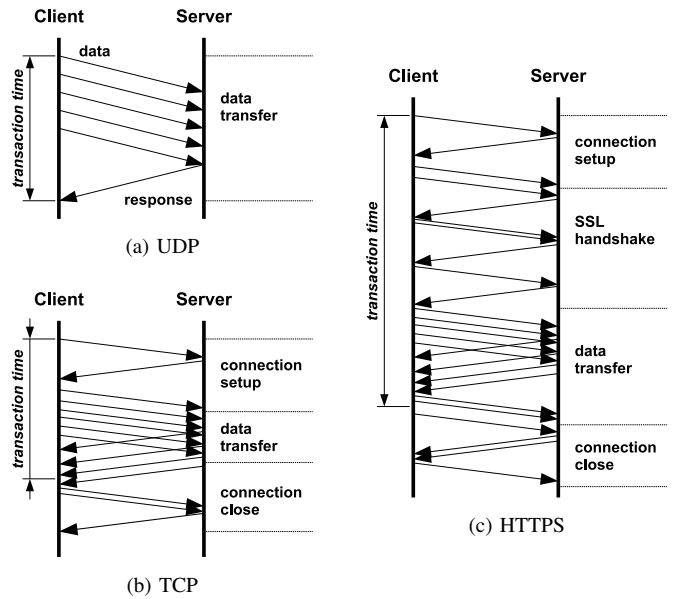 Client Server
data
transaction time
data
transfer
response
(a) UDP
Client Server
transaction time
connection
setup
data
transfer
connection
close
(b) TCP
Client Server
transaction time
connection
setup
SSL
handshake
data
transfer
connection
close
(c) HTTPS